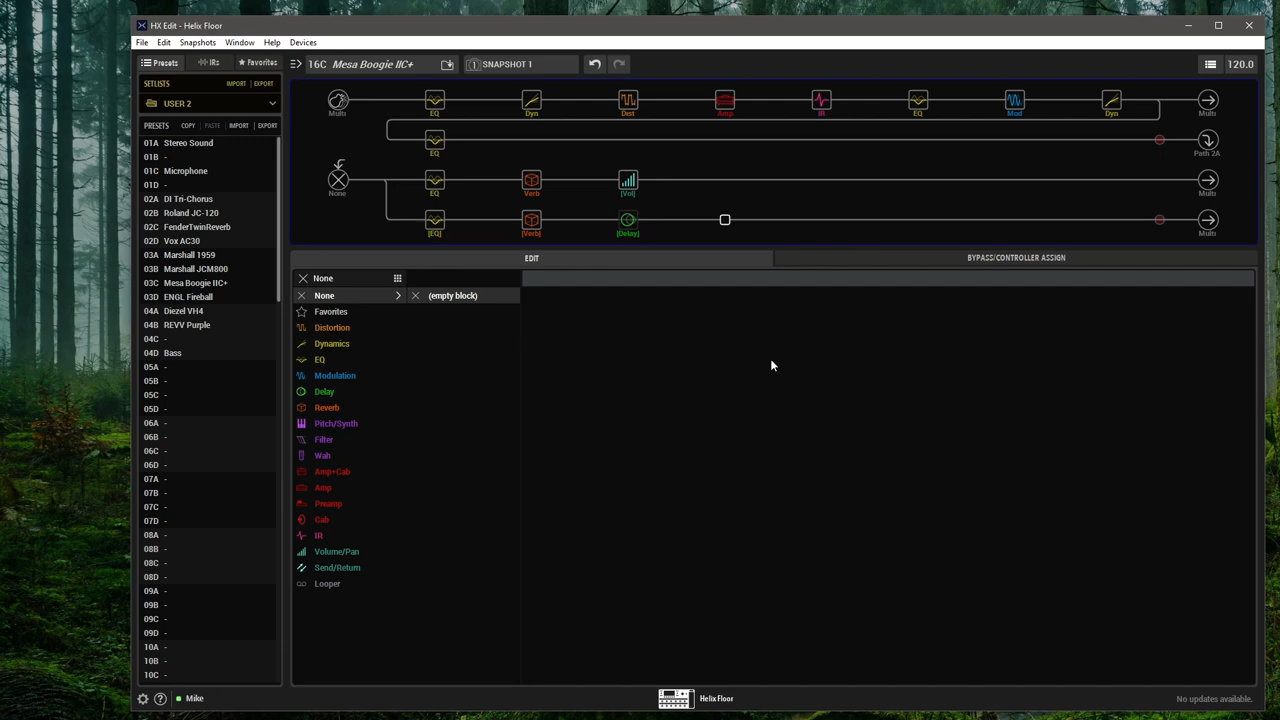 HX Edit - Helix Floor
File Edit Snapshots Window Help Devices
Presets IRs Favorites
16C Mesa Boogie IIC+ 1 SNAPSHOT 1 120.0
SETLISTS IMPORT EXPORT
USER 2
PRESETS COPY PASTE IMPORT EXPORT
01A Stereo Sound
01B -
01C Microphone
01D -
02A DI Tri-Chorus
02B Roland JC-120
02C FenderTwinReverb
02D Vox AC30
03A Marshall 1959
03B Marshall JCM800
03C Mesa Boogie IIC+
03D ENGL Fireball
04A Diezel VH4
04B REVV Purple
04C -
04D Bass
05A -
05B -
05C -
05D -
06A -
06B -
06C -
06D -
07A -
07B -
07C -
07D -
08A -
08B -
08C -
08D -
09A -
09B -
09C -
09D -
10A -
10B -
10C -
Multi EQ Dyn Dist Amp IR EQ Mod Dyn Multi
EQ Path 2A
None EQ Verb [Vol] Multi
[EQ] [Verb] [Delay] Multi
EDIT BYPASS/CONTROLLER ASSIGN
None
None (empty block)
Favorites
Distortion
Dynamics
EQ
Modulation
Delay
Reverb
Pitch/Synth
Filter
Wah
Amp+Cab
Amp
Preamp
Cab
IR
Volume/Pan
Send/Return
Looper
Mike Helix Floor No updates available.